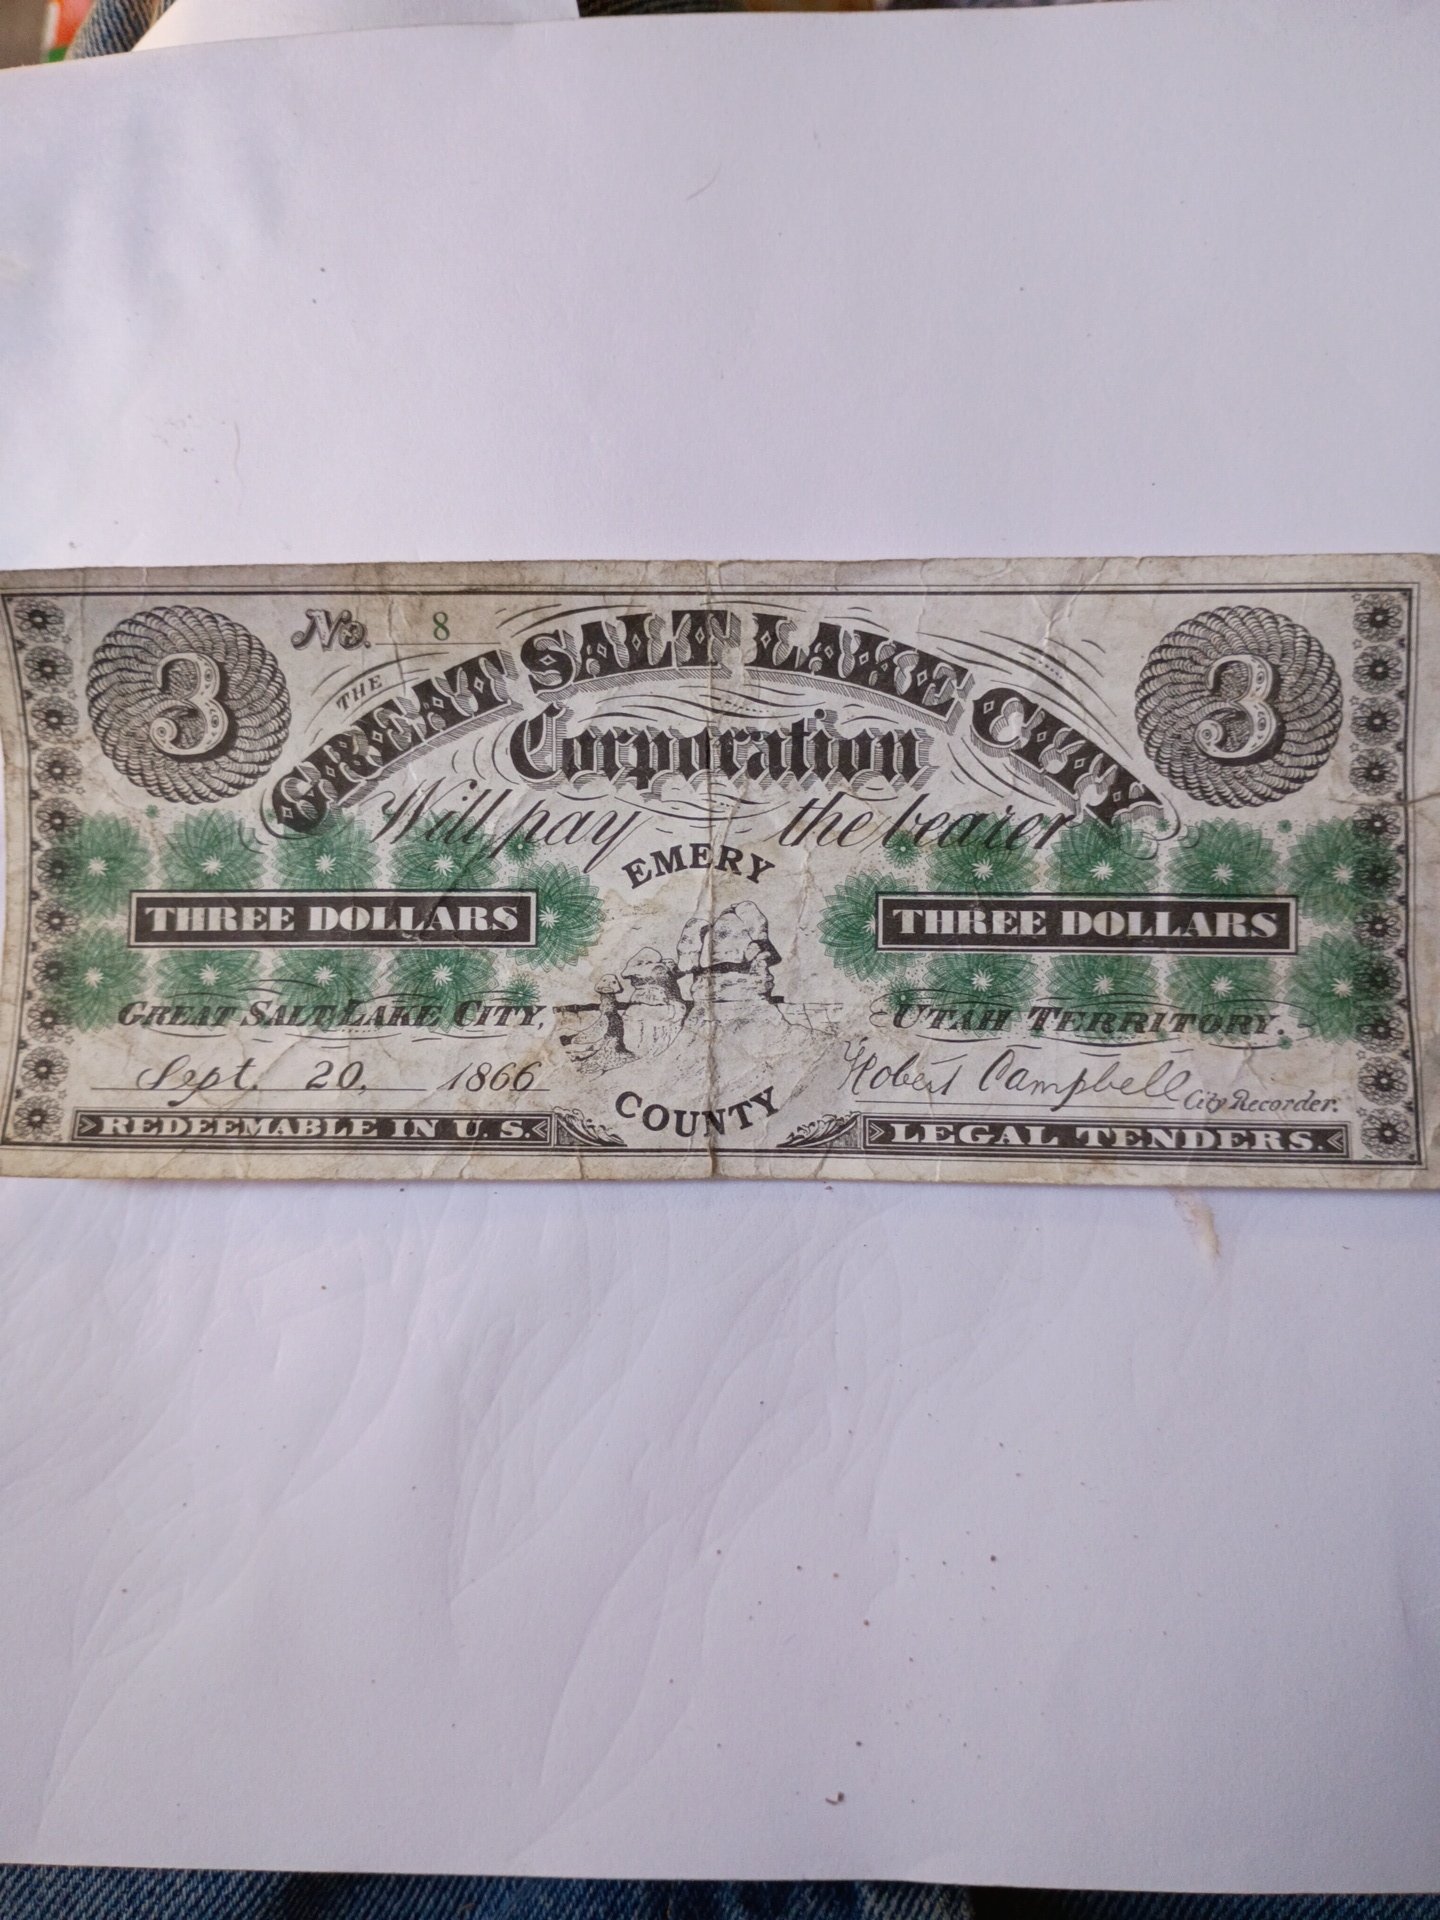 3
No. 8
3
THE
GREAT SALT LAKE CITY
Corporation
Will pay the bearer
EMERY
THREE DOLLARS THREE DOLLARS
GREAT SALT LAKE CITY, UTAH TERRITORY.
Sept. 20, 1866 Robert Campbell City Recorder.
COUNTY
REDEEMABLE IN U.S. LEGAL TENDERS.